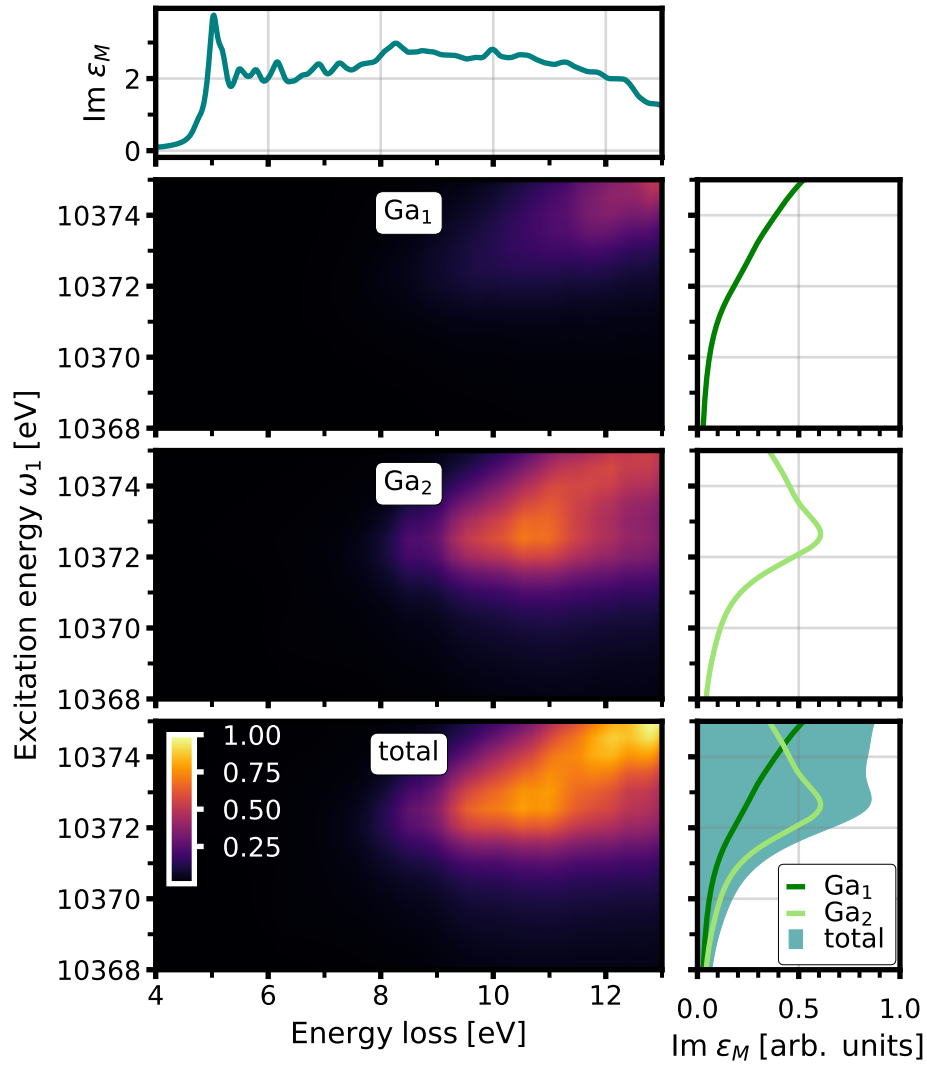 Im εM
2
0
Excitation energy ω1 [eV]
10374
10372
10370
10368
Ga1
10374
10372
10370
10368
Ga2
10374
10372
10370
10368
total
1.00
0.75
0.50
0.25
Ga1
Ga2
total
4 6 8 10 12
Energy loss [eV]
0.0 0.5 1.0
Im εM [arb. units]